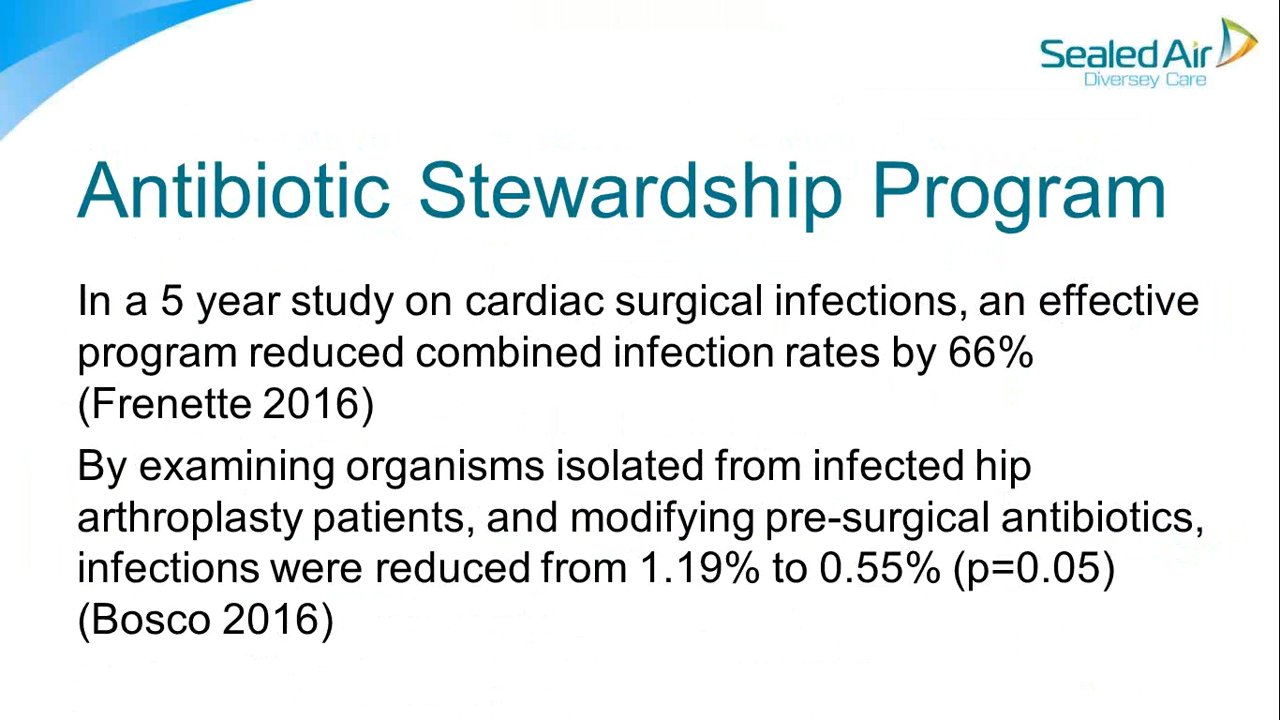 Sealed Air
Diversey Care
Antibiotic Stewardship Program
In a 5 year study on cardiac surgical infections, an effective
program reduced combined infection rates by 66%
(Frenette 2016)
By examining organisms isolated from infected hip
arthroplasty patients, and modifying pre-surgical antibiotics,
infections were reduced from 1.19% to 0.55% (p=0.05)
(Bosco 2016)